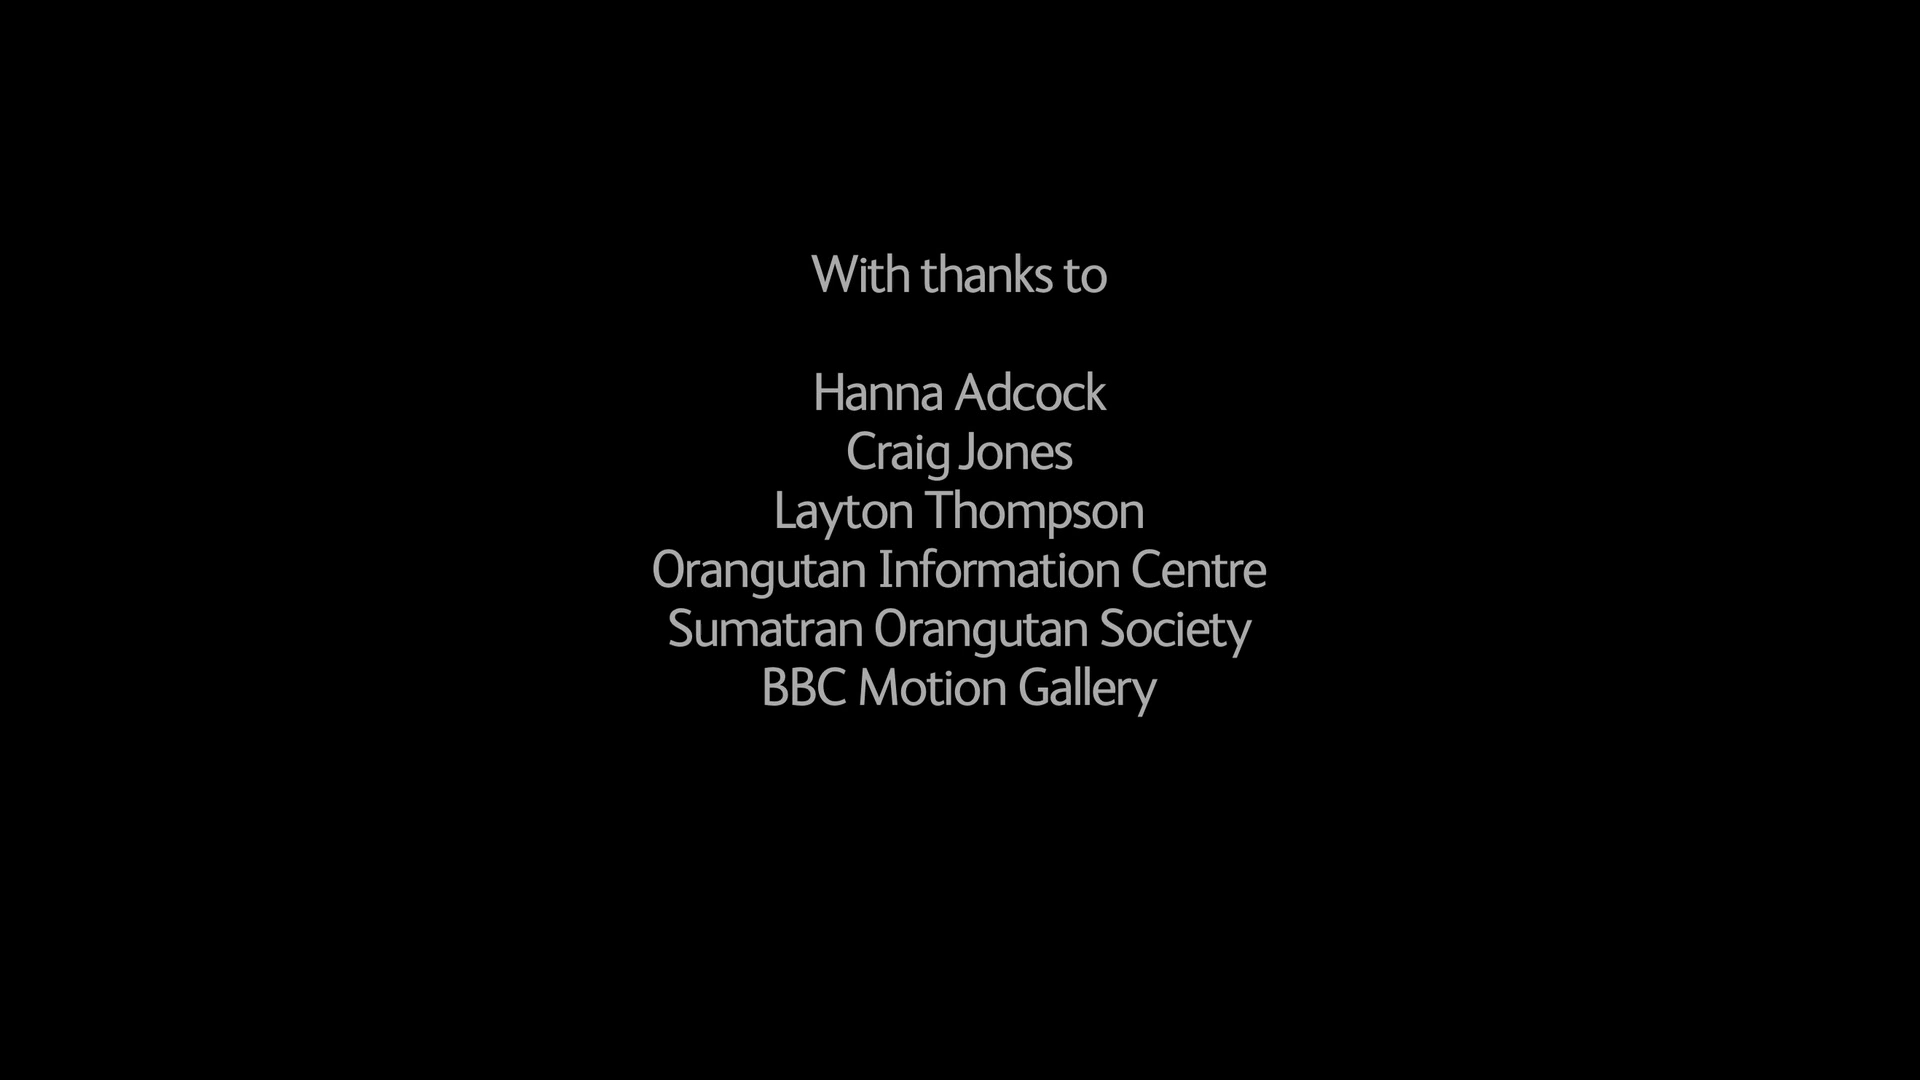 With thanks to
Hanna Adcock
Craig Jones
Layton Thompson
Orangutan Information Centre
Sumatran Orangutan Society
BBC Motion Gallery